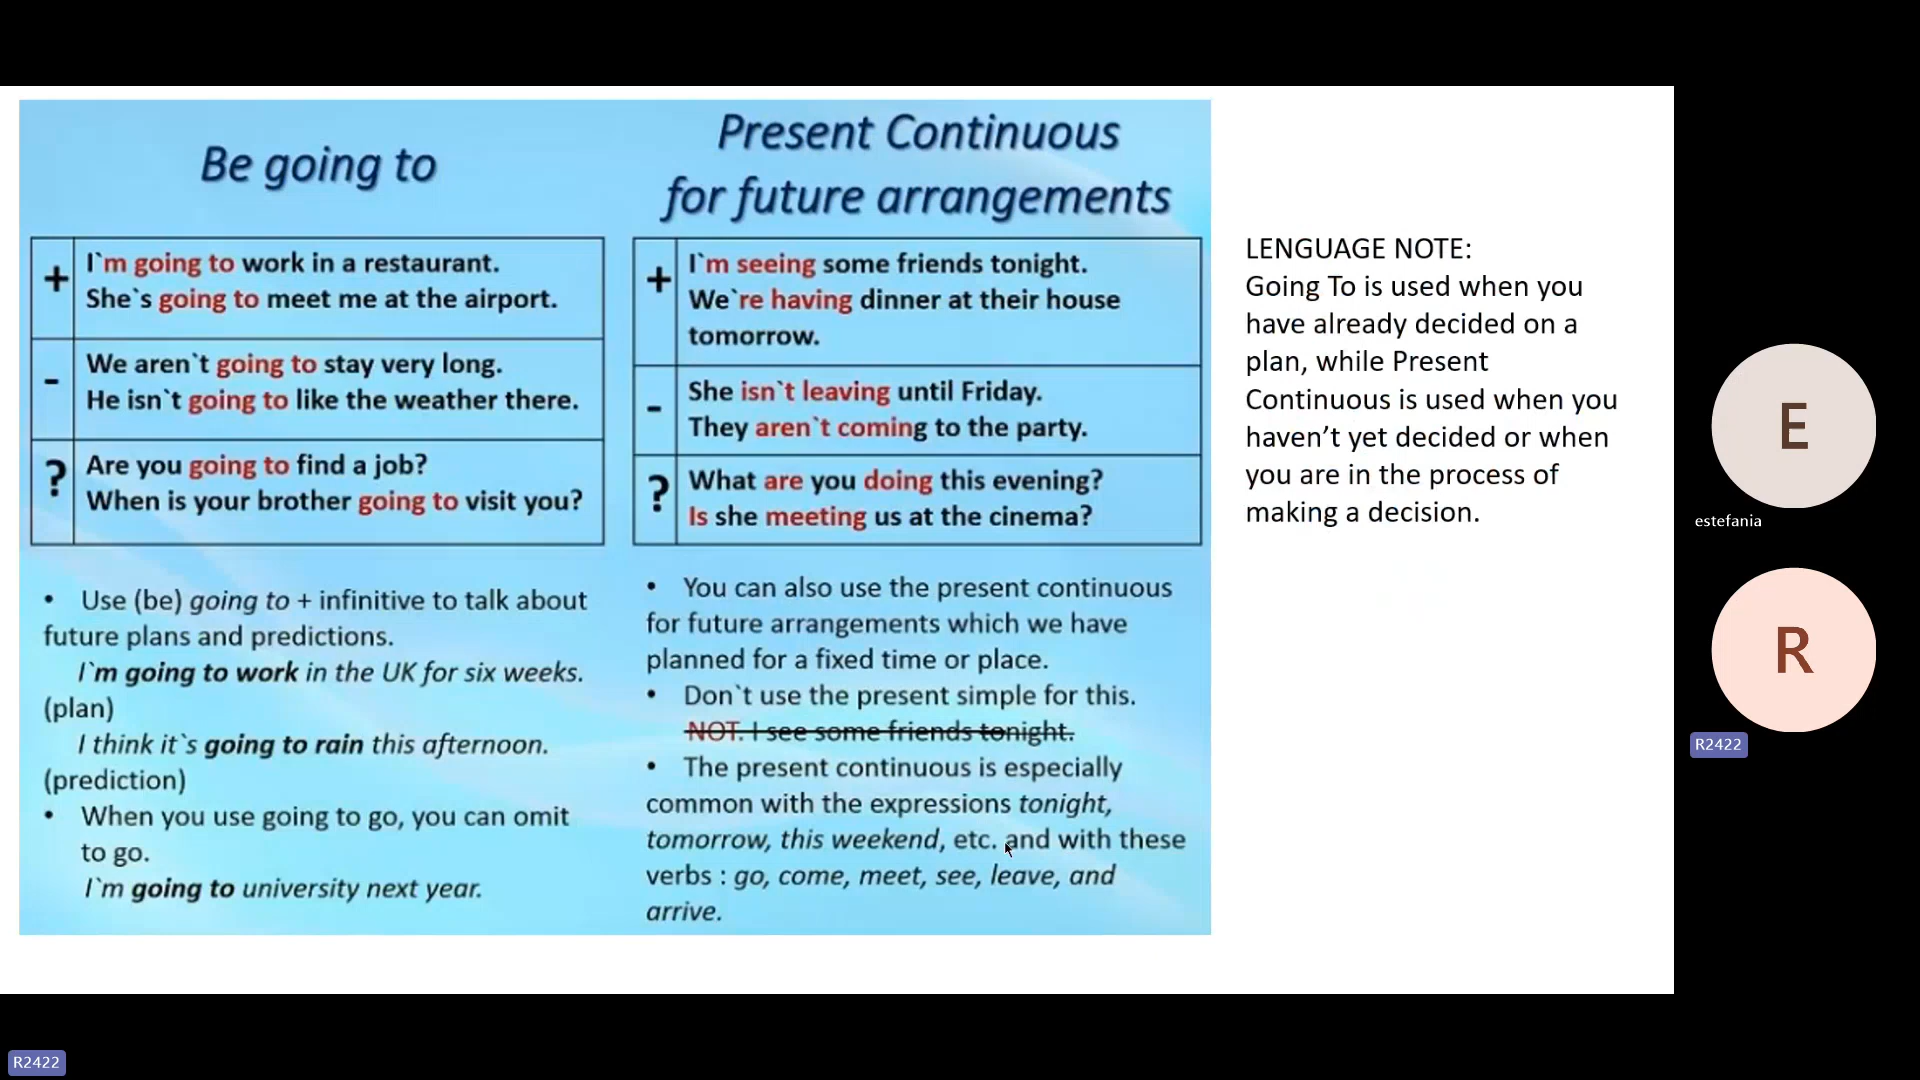 Be going to
+
I`m going to work in a restaurant.
She`s going to meet me at the airport.
-
We aren`t going to stay very long.
He isn`t going to like the weather there.
?
Are you going to find a job?
When is your brother going to visit you?
• Use (be) going to + infinitive to talk about
future plans and predictions.
I`m going to work in the UK for six weeks.
(plan)
I think it`s going to rain this afternoon.
(prediction)
• When you use going to go, you can omit
to go.
I`m going to university next year.
Present Continuous
for future arrangements
+
I`m seeing some friends tonight.
We`re having dinner at their house
tomorrow.
-
She isn`t leaving until Friday.
They aren`t coming to the party.
?
What are you doing this evening?
Is she meeting us at the cinema?
• You can also use the present continuous
for future arrangements which we have
planned for a fixed time or place.
• Don`t use the present simple for this.
NOT. I see some friends tonight.
• The present continuous is especially
common with the expressions tonight,
tomorrow, this weekend, etc. and with these
verbs : go, come, meet, see, leave, and
arrive.
LENGUAGE NOTE:
Going To is used when you
have already decided on a
plan, while Present
Continuous is used when you
haven’t yet decided or when
you are in the process of
making a decision.
E
estefania
R
R2422
R2422